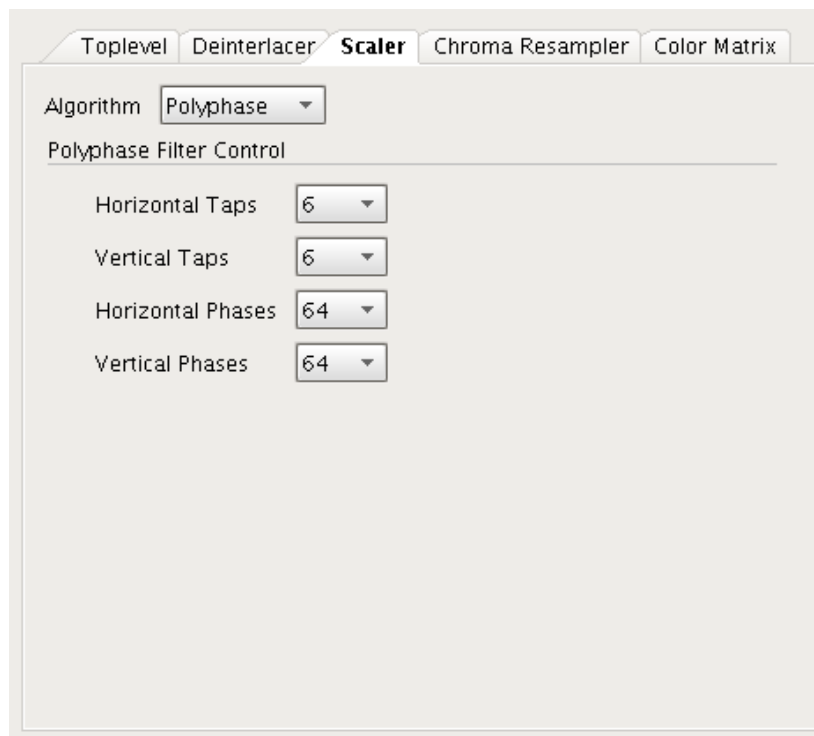 Toplevel Deinterlacer Scaler Chroma Resampler Color Matrix
Algorithm Polyphase
Polyphase Filter Control
Horizontal Taps 6
Vertical Taps 6
Horizontal Phases 64
Vertical Phases 64